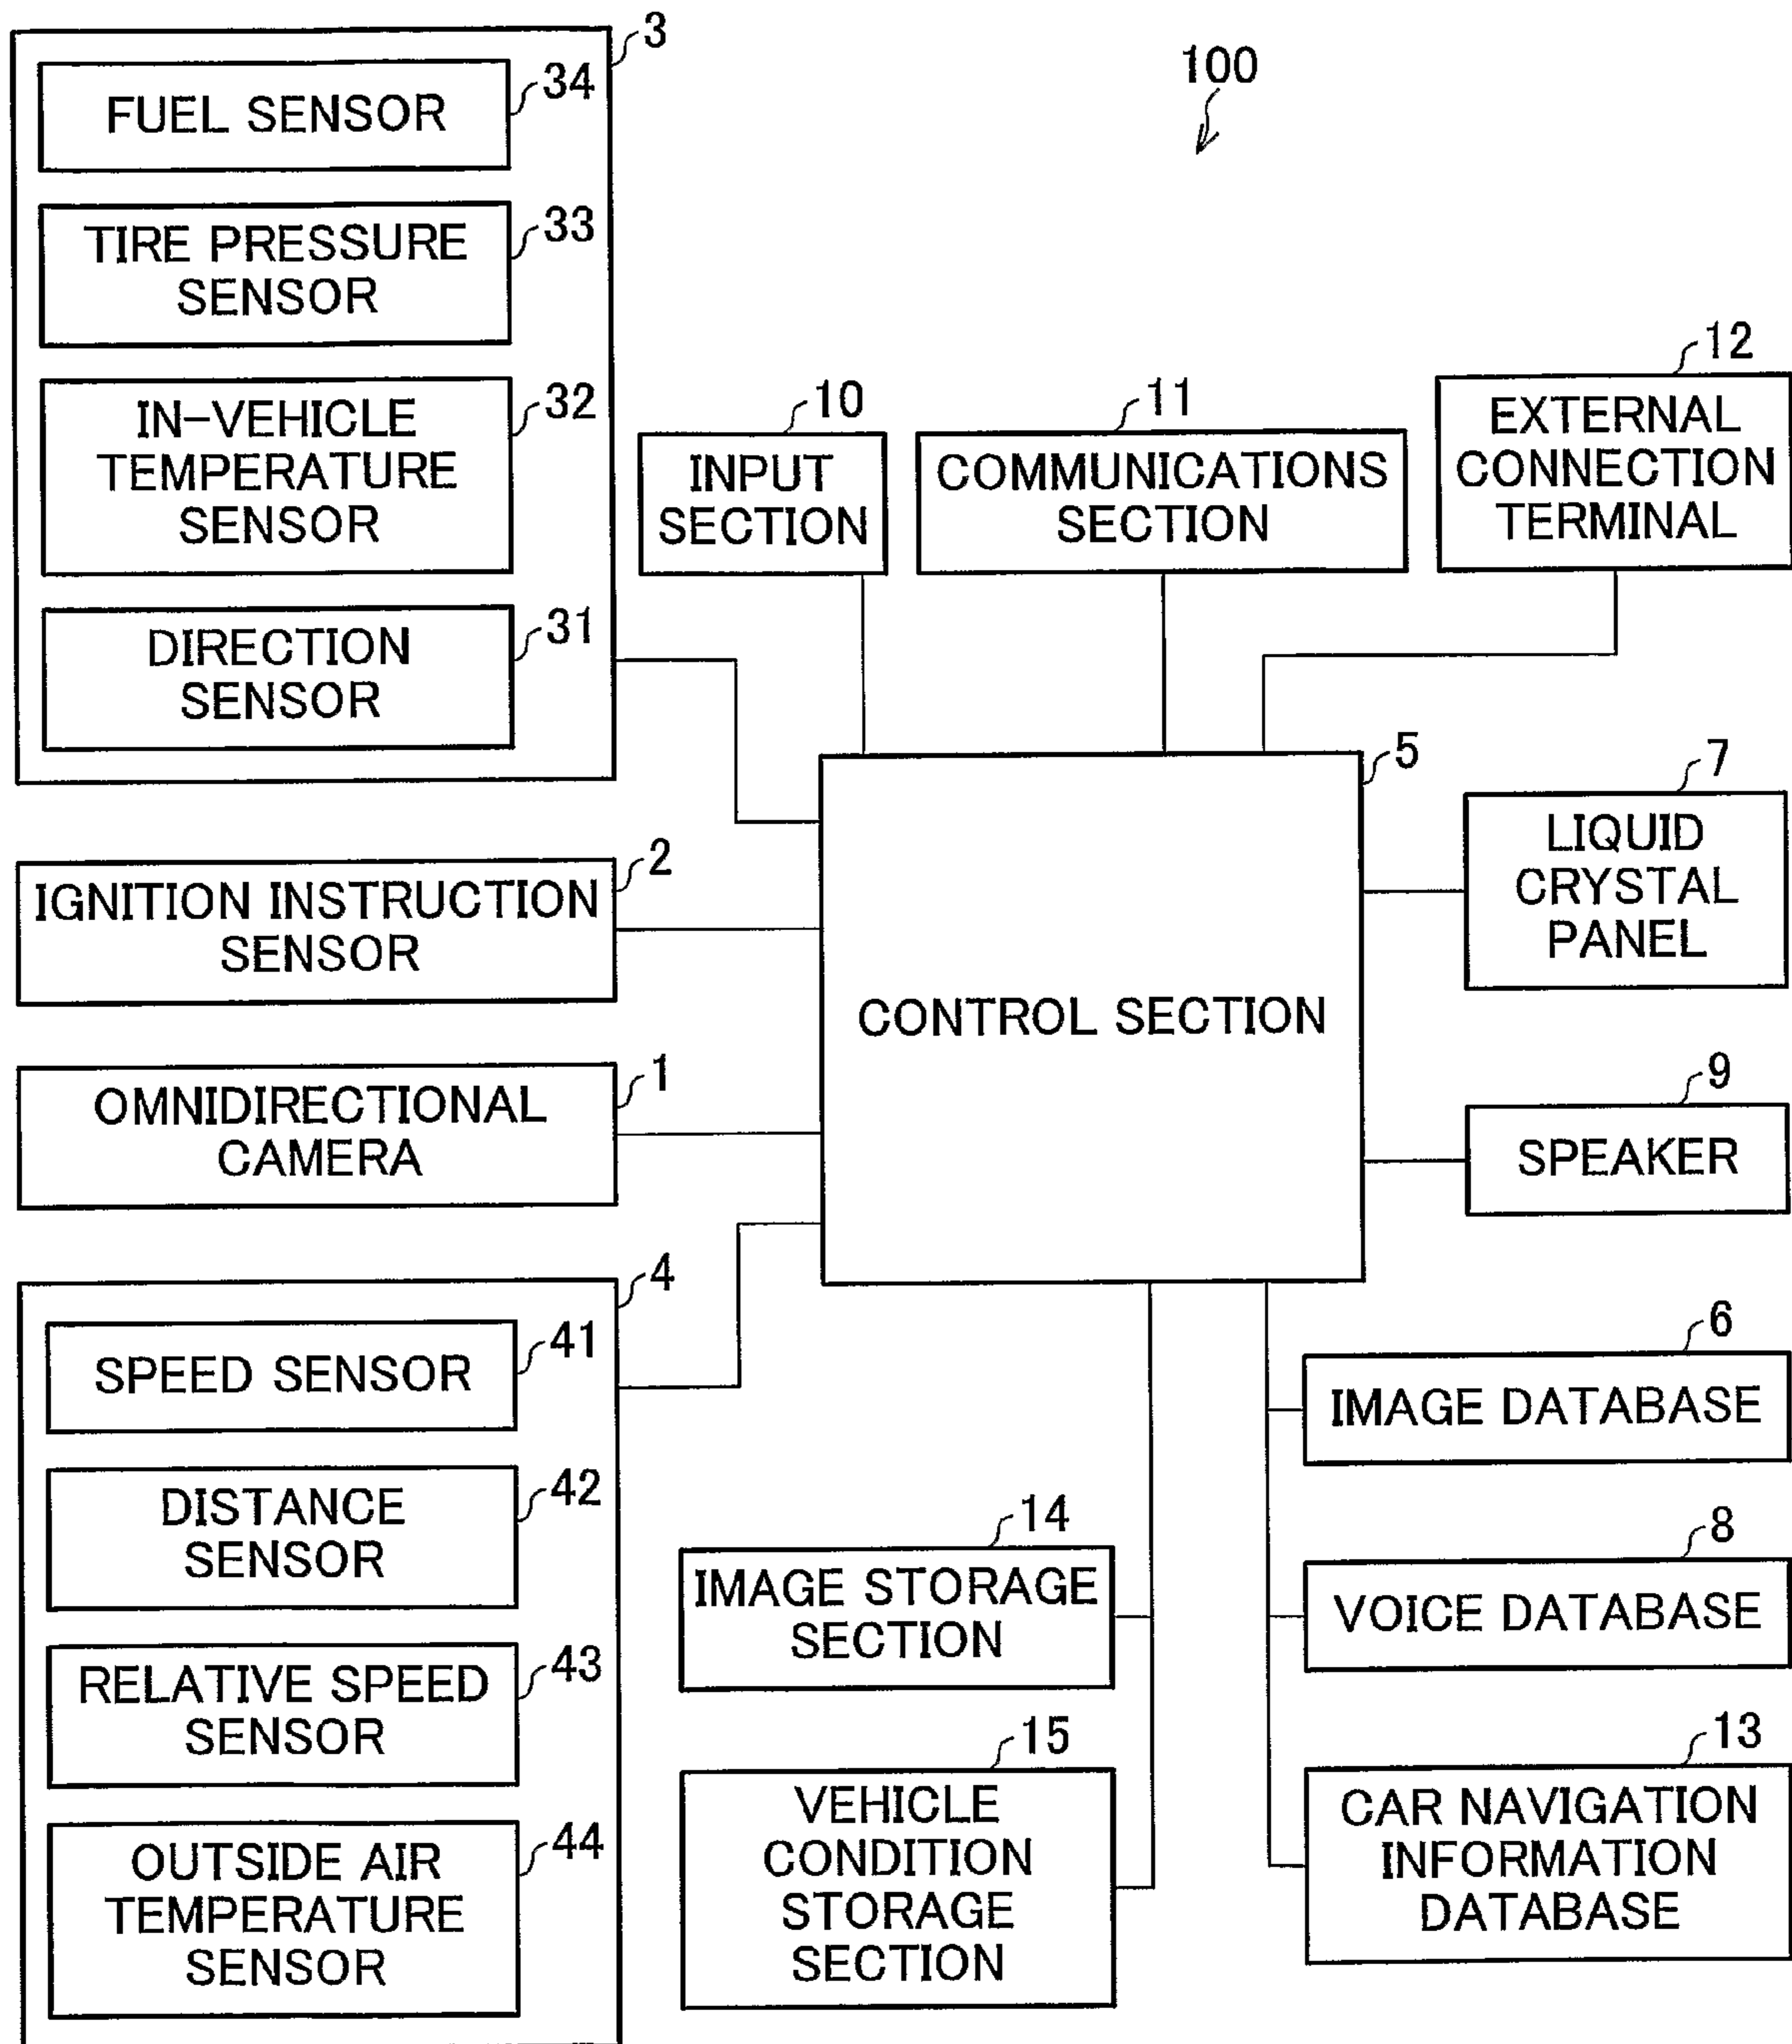 100
3
FUEL SENSOR
34
TIRE PRESSURE
SENSOR
33
IN-VEHICLE
TEMPERATURE
SENSOR
32
DIRECTION
SENSOR
31
10
INPUT
SECTION
11
COMMUNICATIONS
SECTION
12
EXTERNAL
CONNECTION
TERMINAL
2
IGNITION INSTRUCTION
SENSOR
1
OMNIDIRECTIONAL
CAMERA
5
CONTROL SECTION
7
LIQUID
CRYSTAL
PANEL
9
SPEAKER
4
SPEED SENSOR
41
DISTANCE
SENSOR
42
RELATIVE SPEED
SENSOR
43
OUTSIDE AIR
TEMPERATURE
SENSOR
44
14
IMAGE STORAGE
SECTION
15
VEHICLE
CONDITION
STORAGE
SECTION
6
IMAGE DATABASE
8
VOICE DATABASE
13
CAR NAVIGATION
INFORMATION
DATABASE